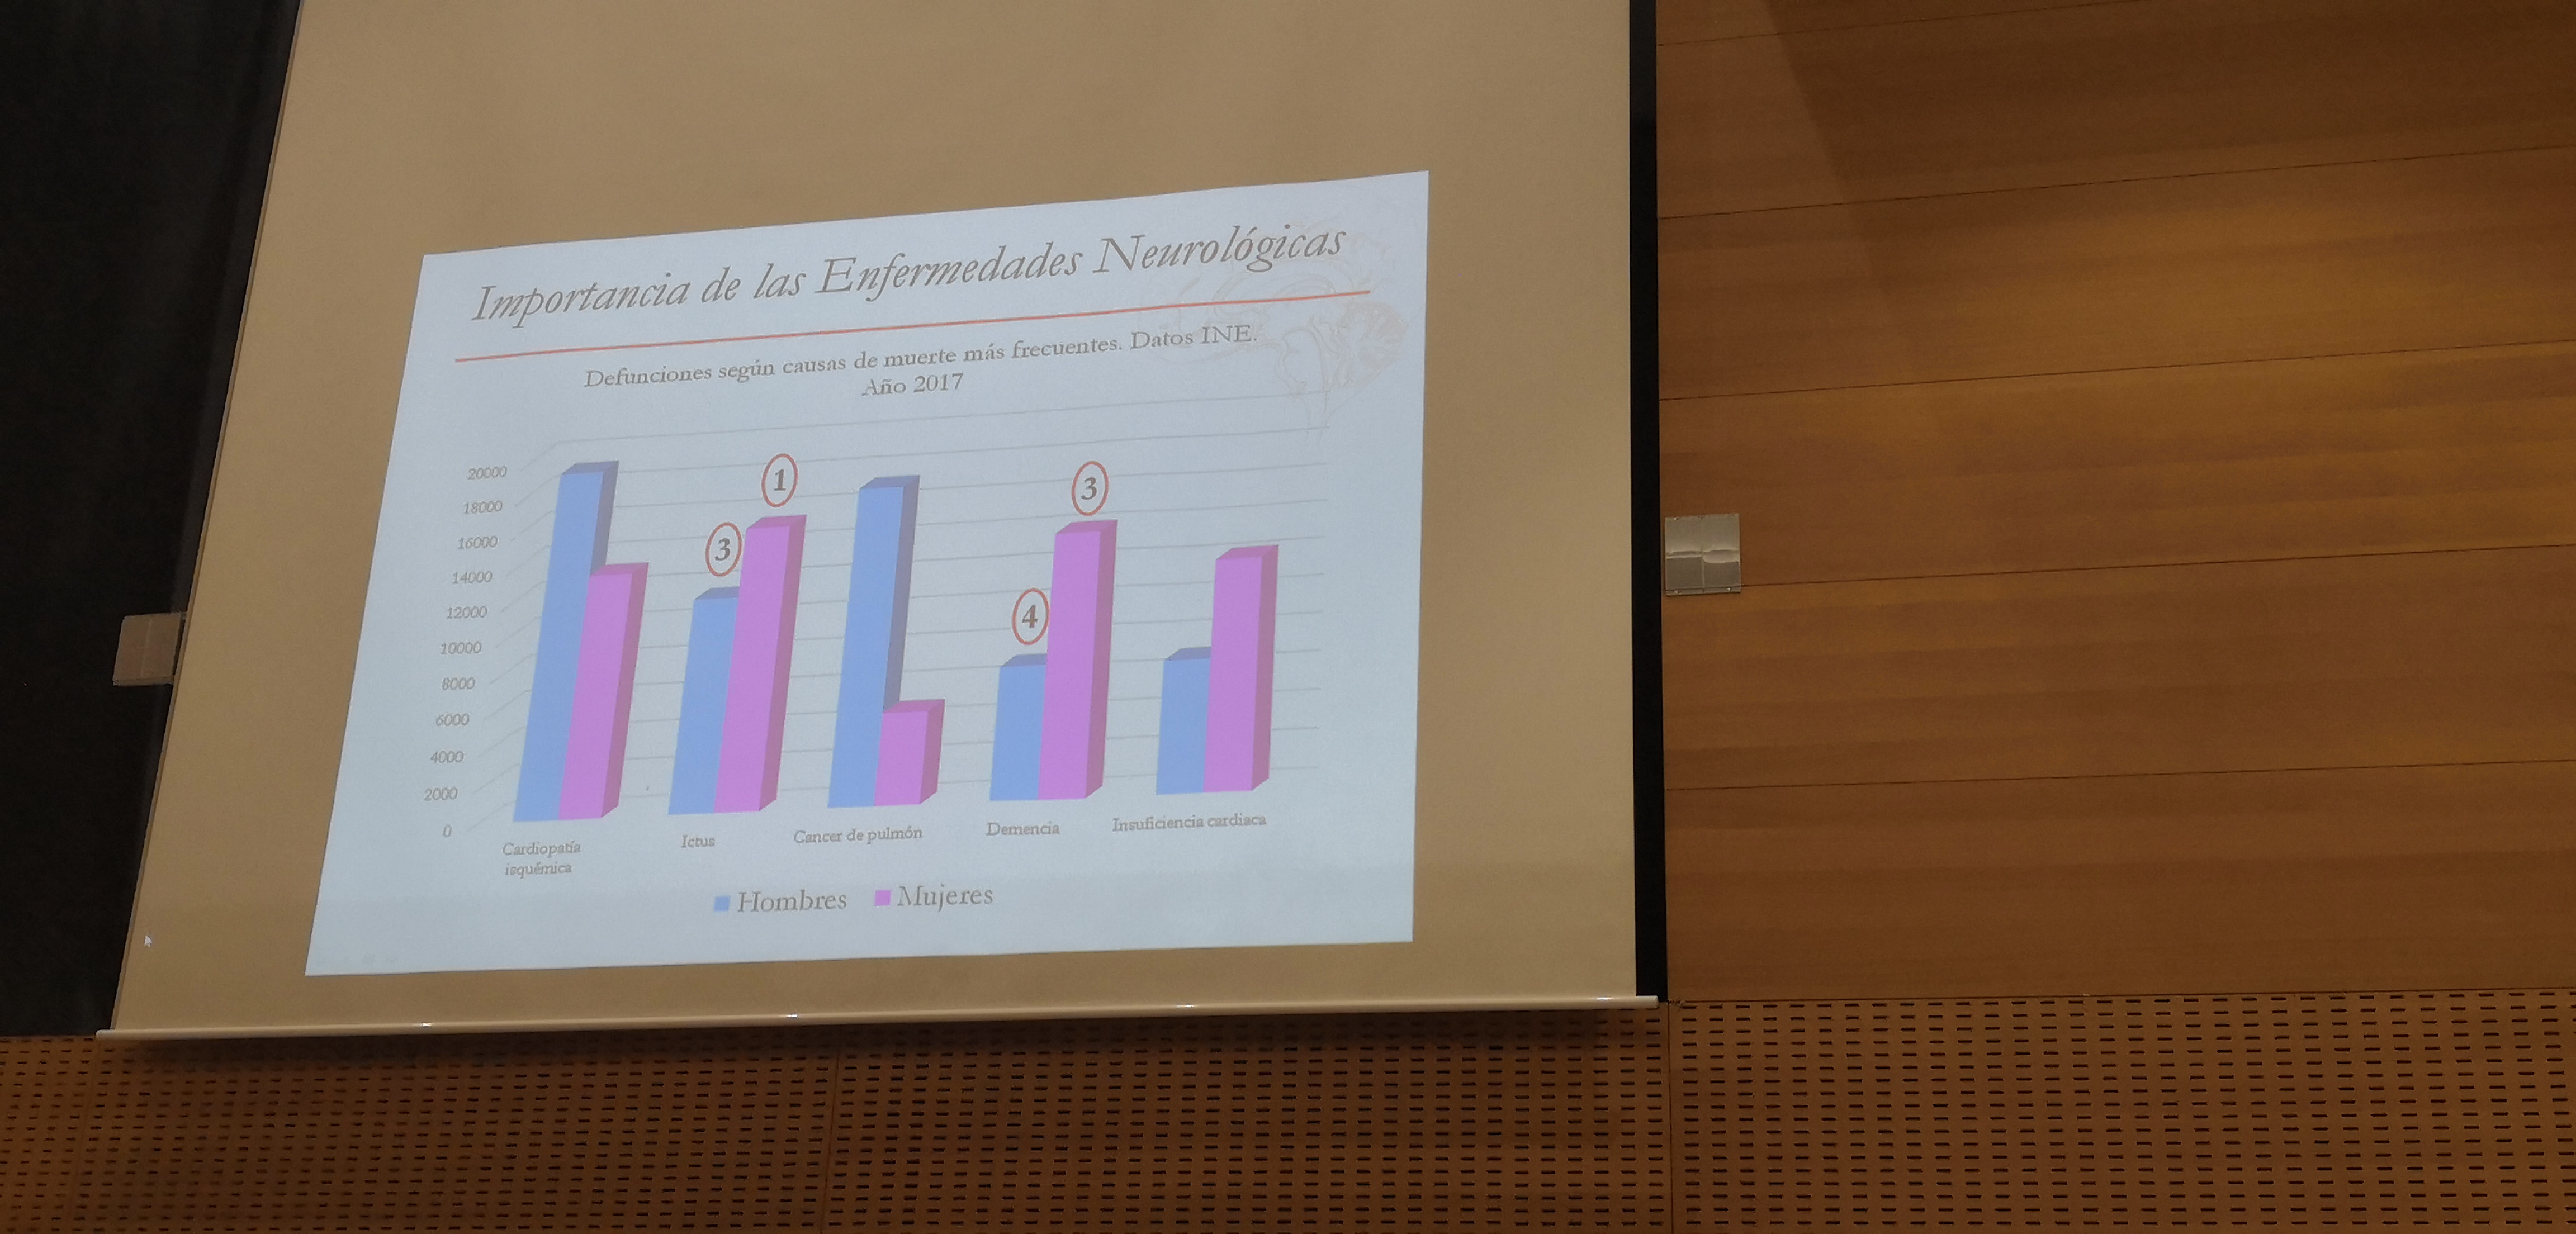 Importancia de las Enfermedades Neurológicas
Defunciones según causas de muerte más frecuentes. Datos INE.
Año 2017
20000
18000
16000
14000
12000
10000
8000
6000
4000
2000
0
1
3
3
4
Cardiopatía
isquémica
Ictus
Cancer de pulmón
Demencia
Insuficiencia cardiaca
Hombres
Mujeres